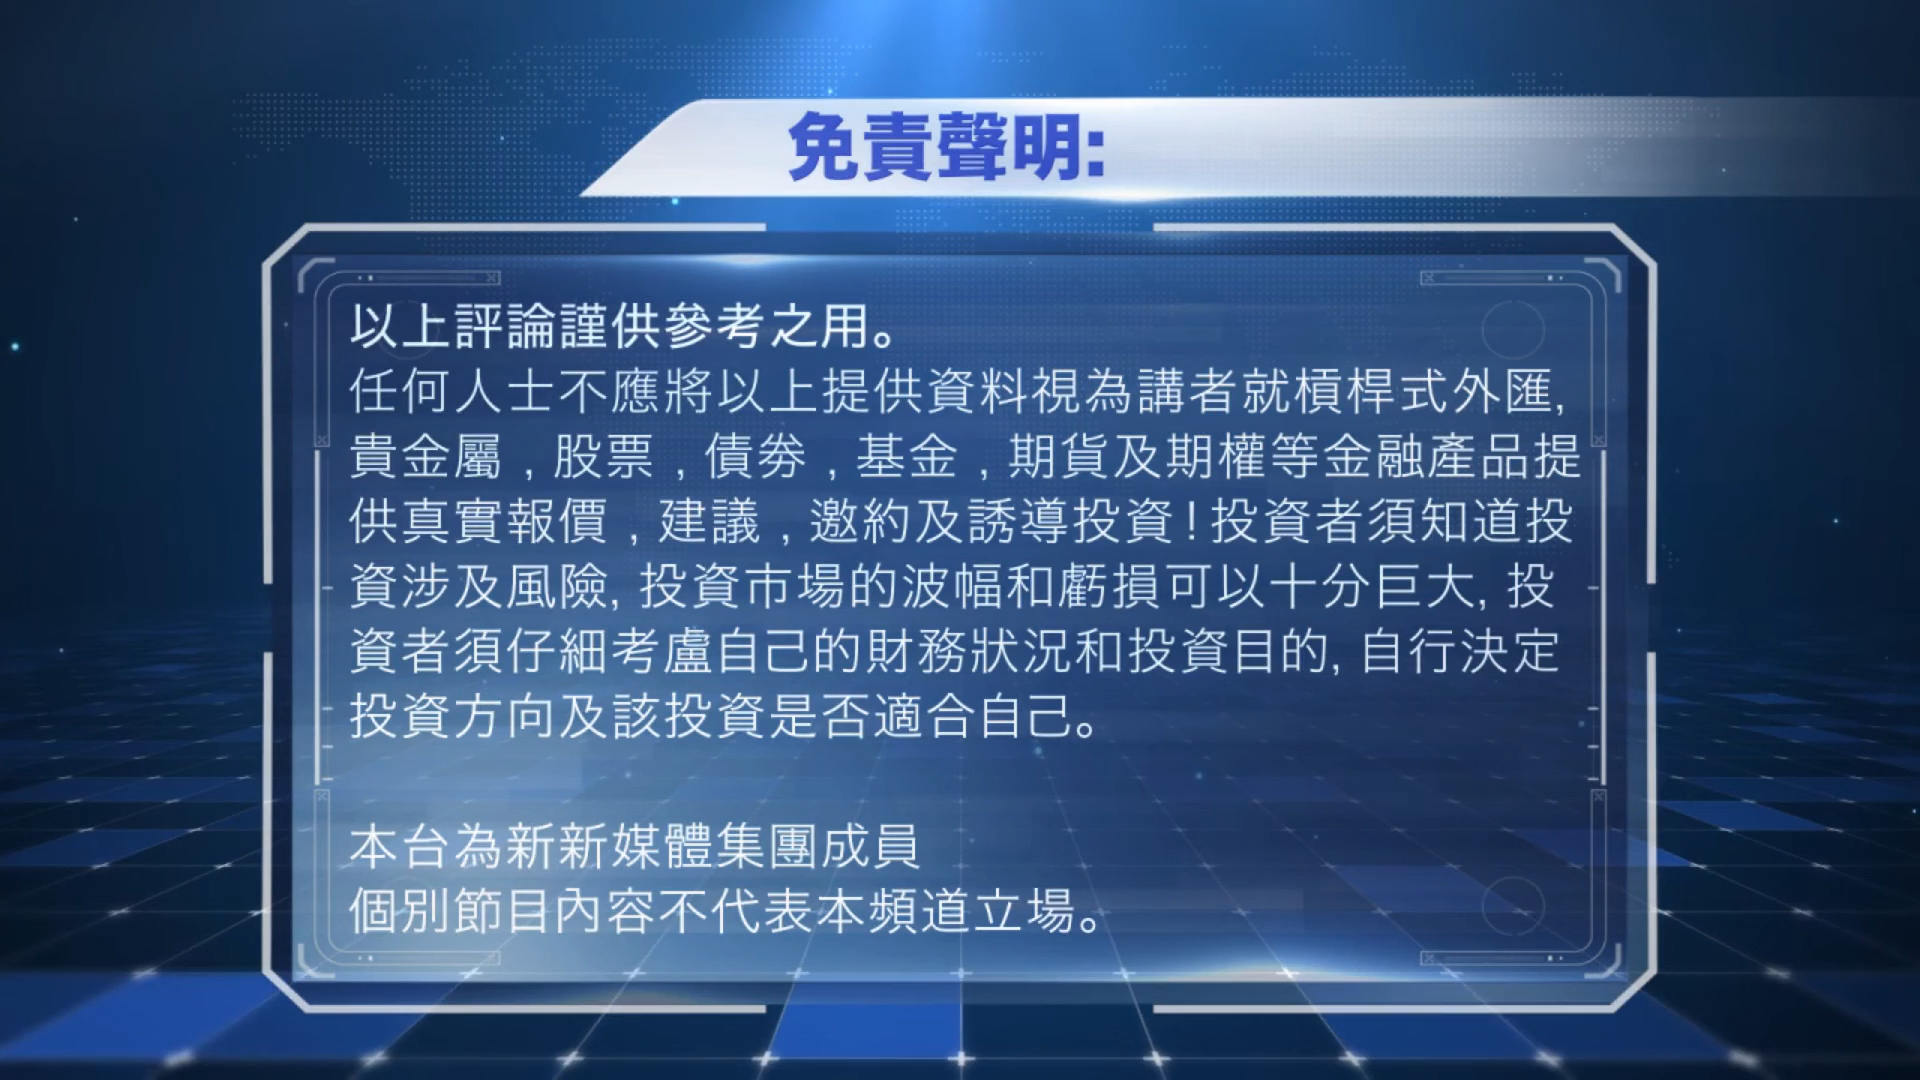 免責聲明:
以上評論謹供參考之用。
任何人士不應將以上提供資料視為講者就槓桿式外匯,
貴金屬,股票,債券,基金,期貨及期權等金融產品提
供真實報價,建議,邀約及誘導投資!投資者須知道投
資涉及風險,投資市場的波幅和虧損可以十分巨大,投
資者須仔細考盧自己的財務狀況和投資目的,自行決定
投資方向及該投資是否適合自己。
本台為新新媒體集團成員
個別節目內容不代表本頻道立場。